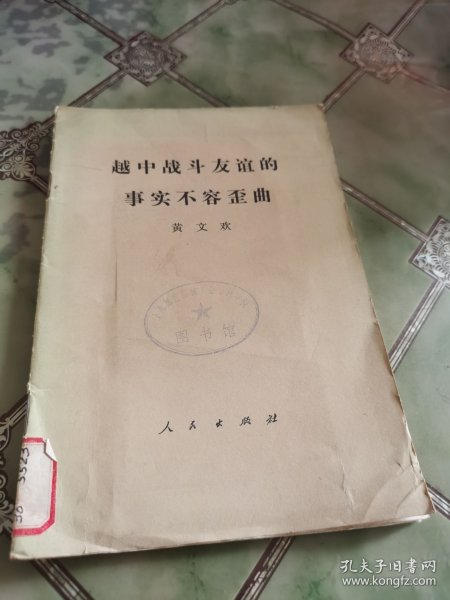 越中战斗友谊的
事实不容歪曲
黄文欢
图书馆
人民出版社
孔夫子旧书网
www.kongfz.com